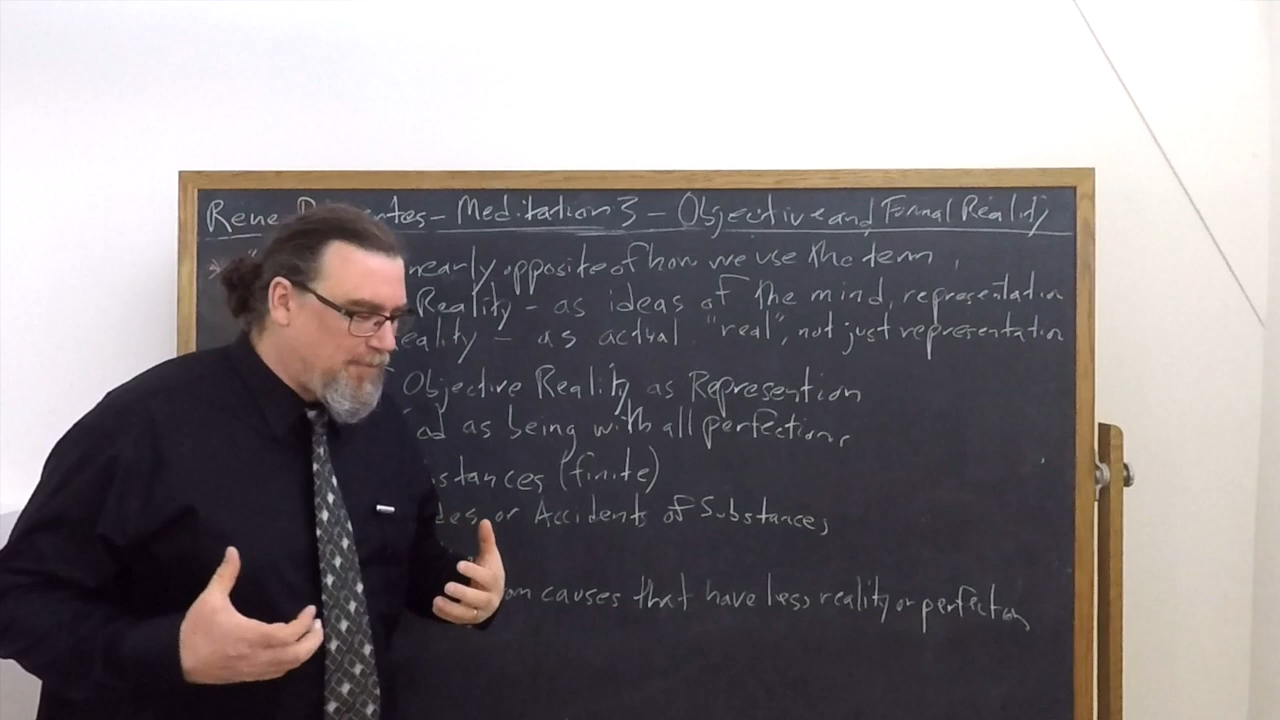 Rene – Meditation 3 – Objective and Formal Reality
nearly opposite of how we use the term
Reality – as ideas of the mind, representation
eality – as actual "real", not just representation
Objective Reality as Represention
as being with all perfections
stances (finite)
des or Accidents of Substances
causes that have less reality or perfection